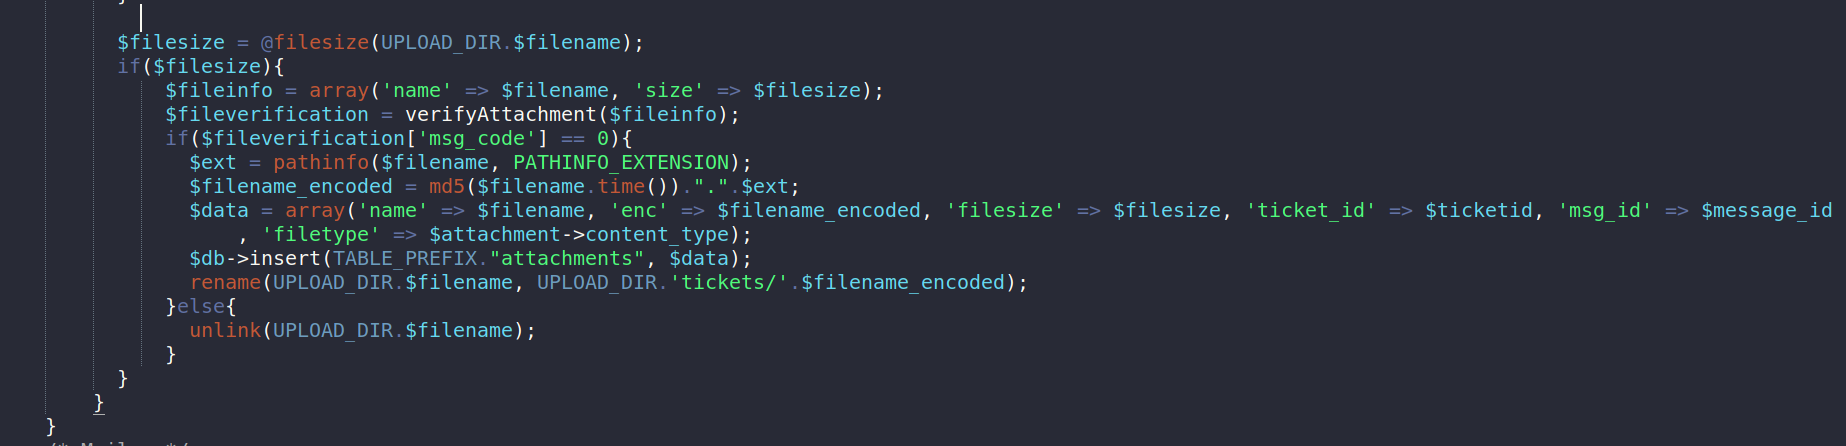 }
$filesize = @filesize(UPLOAD_DIR.$filename);
if($filesize){
$fileinfo = array('name' => $filename, 'size' => $filesize);
$fileverification = verifyAttachment($fileinfo);
if($fileverification['msg_code'] == 0){
$ext = pathinfo($filename, PATHINFO_EXTENSION);
$filename_encoded = md5($filename.time()).".".$ext;
$data = array('name' => $filename, 'enc' => $filename_encoded, 'filesize' => $filesize, 'ticket_id' => $ticketid, 'msg_id' => $message_id
, 'filetype' => $attachment->content_type);
$db->insert(TABLE_PREFIX."attachments", $data);
rename(UPLOAD_DIR.$filename, UPLOAD_DIR.'tickets/'.$filename_encoded);
}else{
unlink(UPLOAD_DIR.$filename);
}
}
}
}